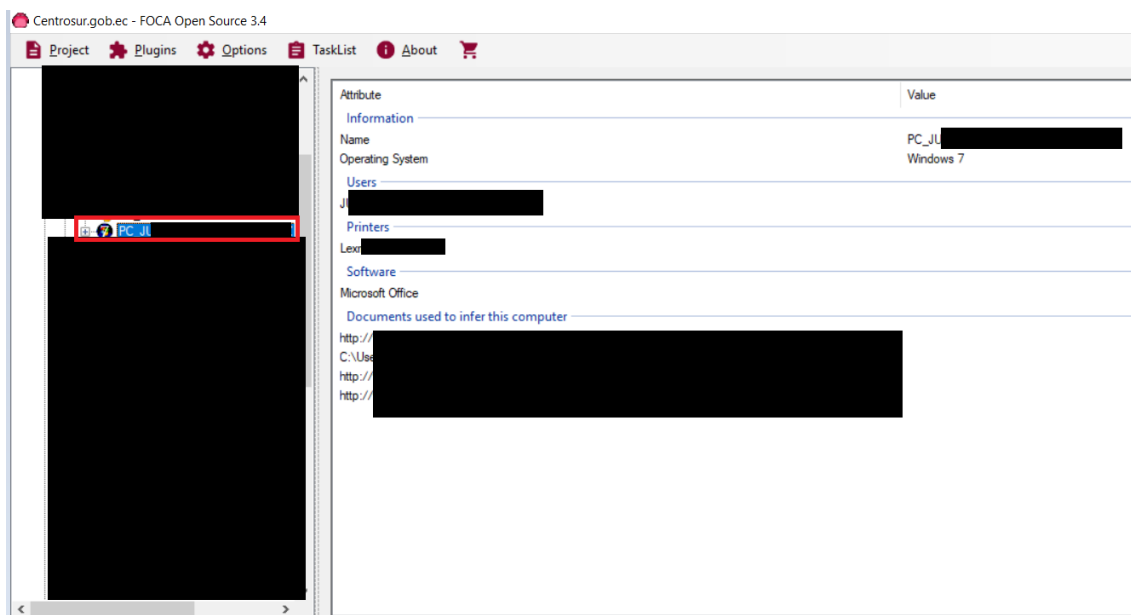 Centrosur.gob.ec - FOCA Open Source 3.4
Project Plugins Options TaskList About
Attribute Value
Information
Name PC_JU
Operating System Windows 7
Users
JU
Printers
PC_JU
Lexr
Software
Microsoft Office
Documents used to infer this computer
http://
C:\Use
http://
http://